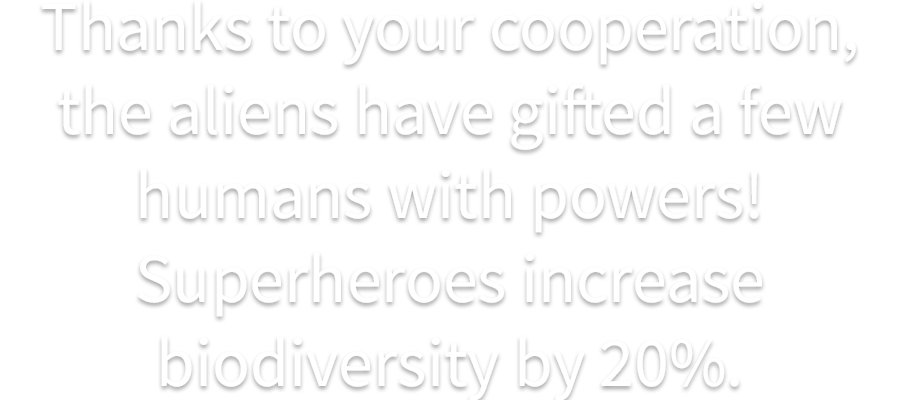 Thanks to your cooperation,
the aliens have gifted a few
humans with powers!
Superheroes increase
biodiversity by 20%.